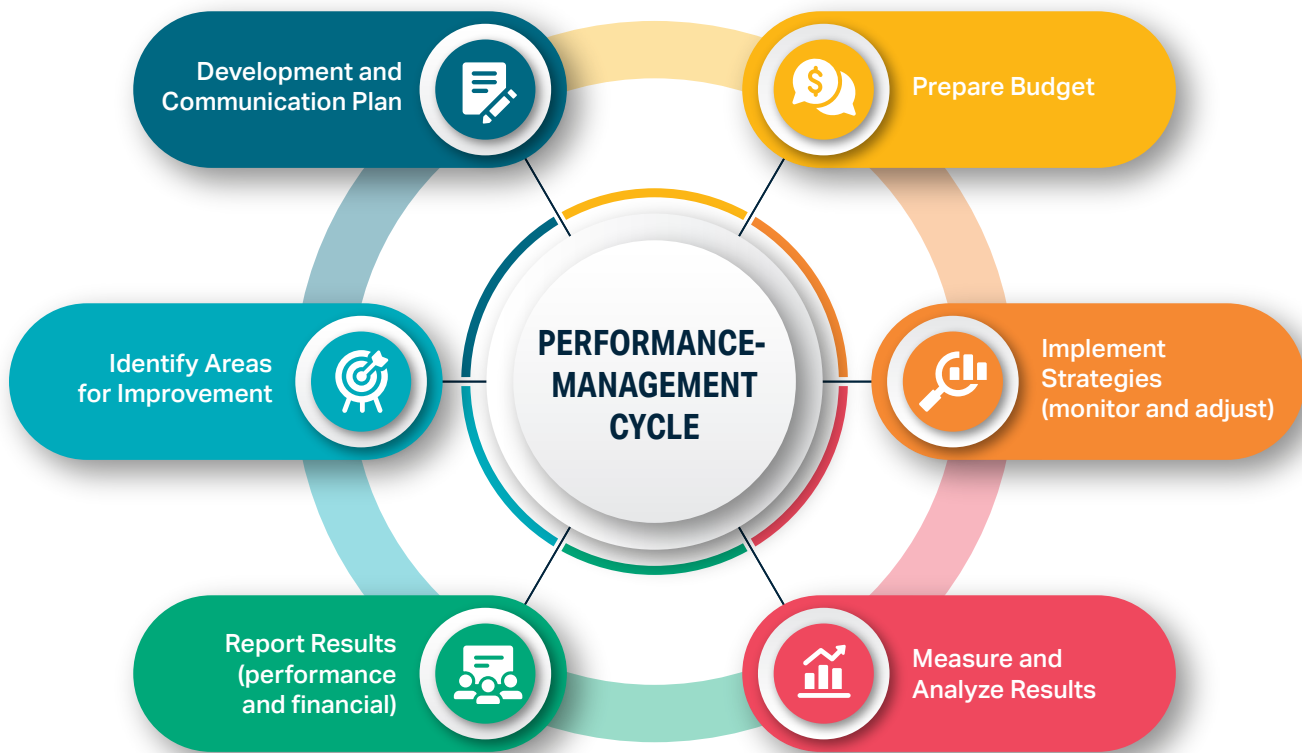 Development and
Communication Plan
$
Prepare Budget
Identify Areas
for Improvement
PERFORMANCE-
MANAGEMENT
CYCLE
Implement
Strategies
(monitor and adjust)
Report Results
(performance
and financial)
Measure and
Analyze Results